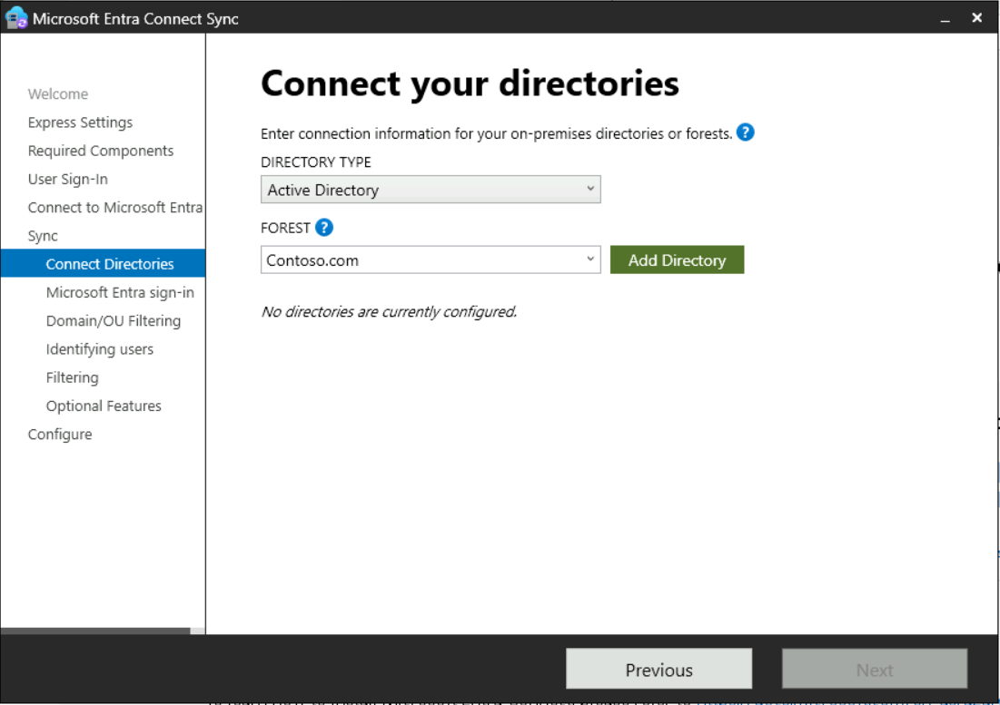 Microsoft Entra Connect Sync
Welcome
Express Settings
Required Components
User Sign-In
Connect to Microsoft Entra
Sync
Connect Directories
Microsoft Entra sign-in
Domain/OU Filtering
Identifying users
Filtering
Optional Features
Configure
Connect your directories
Enter connection information for your on-premises directories or forests. ?
DIRECTORY TYPE
Active Directory
FOREST ?
Contoso.com
Add Directory
No directories are currently configured.
Previous
Next